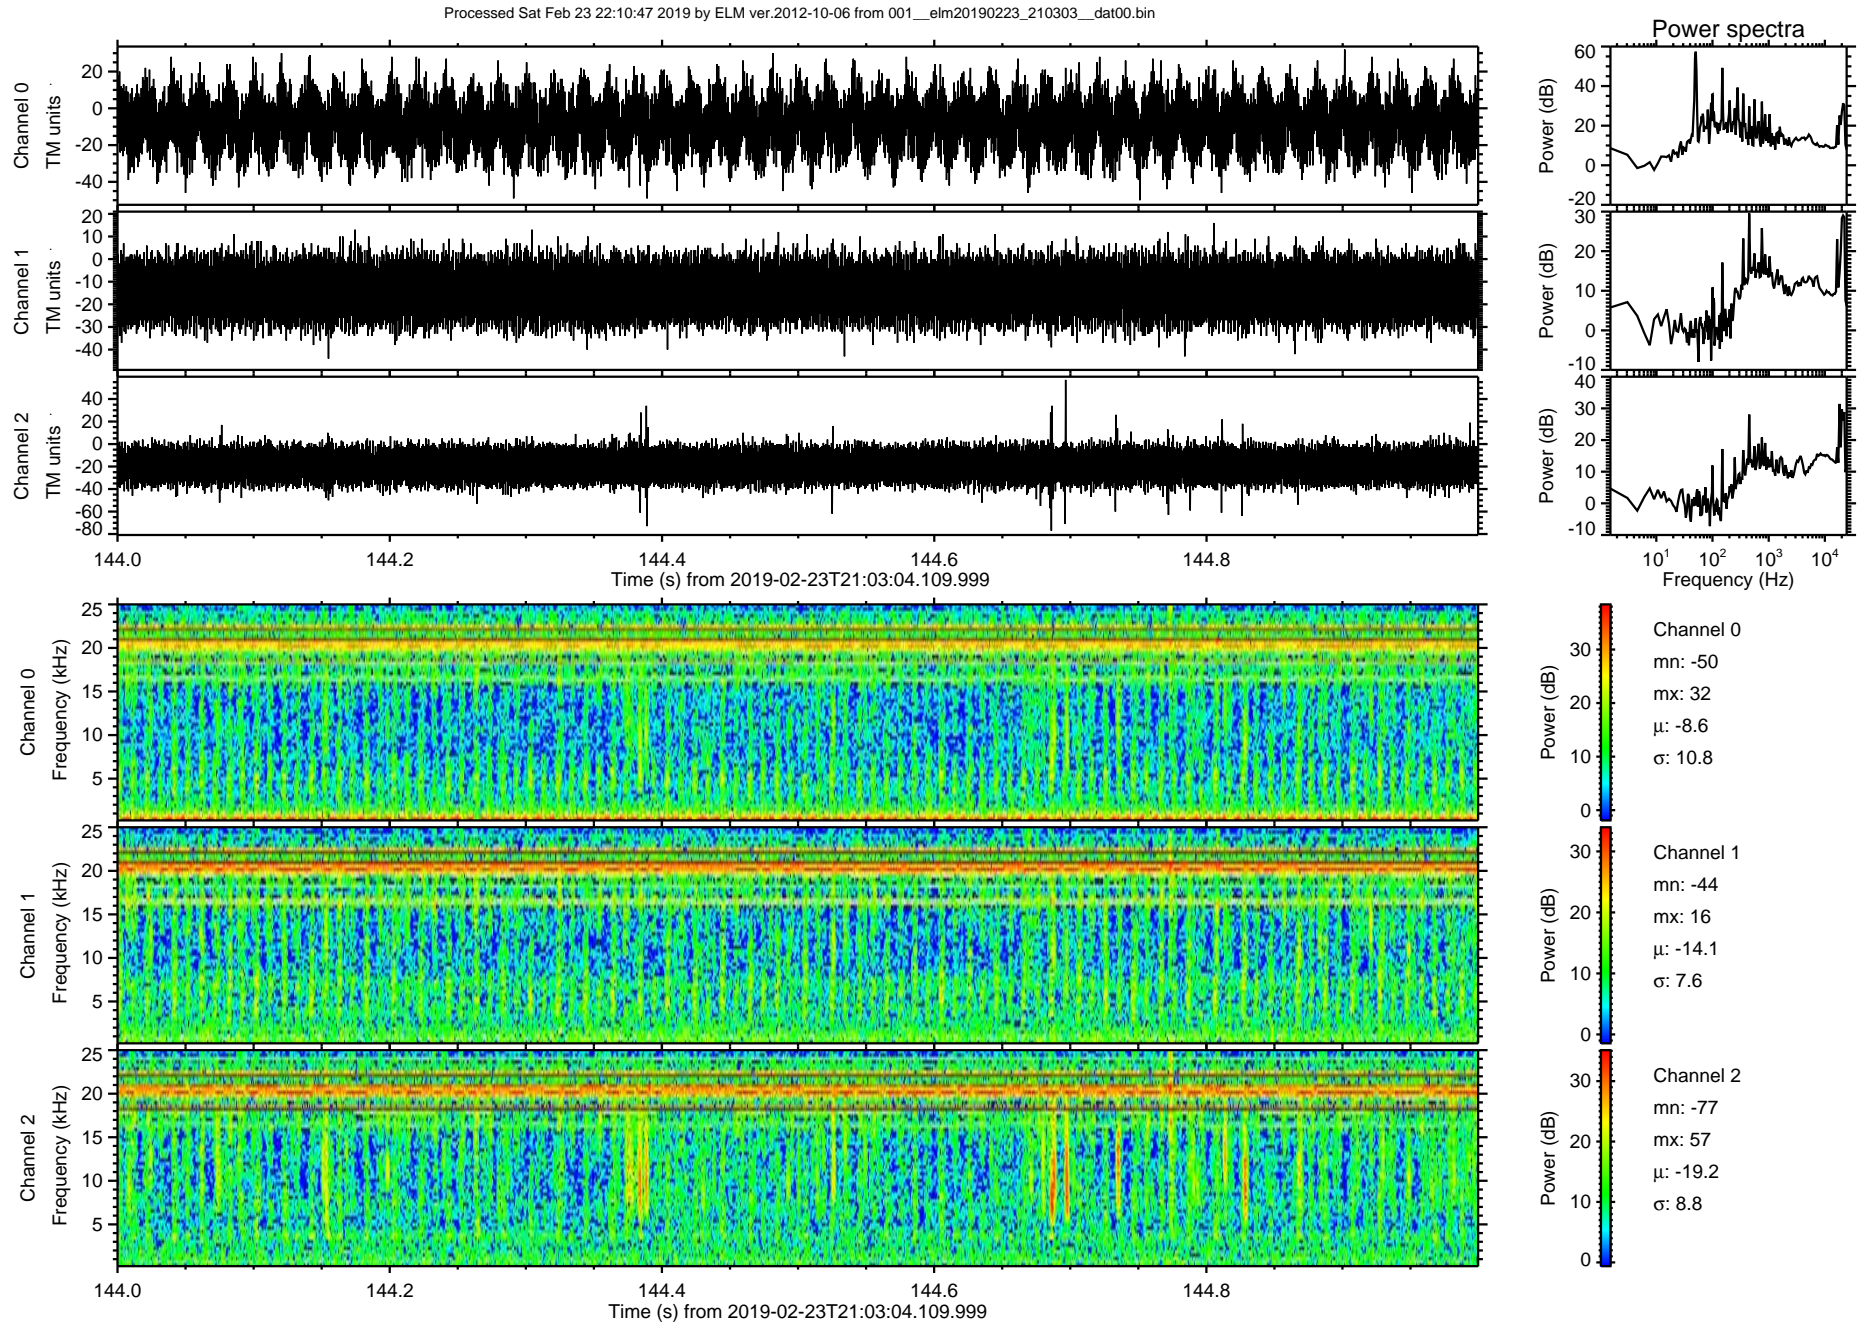 Processed Sat Feb 23 22:10:47 2019 by ELM ver.2012-10-06 from 001__elm20190223_210303__dat00.bin
Power spectra
Channel 0
TM units
20
0
-20
-40
Power (dB)
60
40
20
0
-20
Channel 1
TM units
20
10
0
-10
-20
-30
-40
Power (dB)
30
20
10
0
-10
Channel 2
TM units
40
20
0
-20
-40
-60
-80
Power (dB)
40
30
20
10
0
-10
144.0 144.2 144.4 144.6 144.8
Time (s) from 2019-02-23T21:03:04.109.999
10^1 10^2 10^3 10^4
Frequency (Hz)
Channel 0
Frequency (kHz)
25
20
15
10
5
Power (dB)
30
20
10
0
Channel 0
mn: -50
mx: 32
μ: -8.6
σ: 10.8
Channel 1
Frequency (kHz)
25
20
15
10
5
Power (dB)
30
20
10
0
Channel 1
mn: -44
mx: 16
μ: -14.1
σ: 7.6
Channel 2
Frequency (kHz)
25
20
15
10
5
Power (dB)
30
20
10
0
Channel 2
mn: -77
mx: 57
μ: -19.2
σ: 8.8
144.0 144.2 144.4 144.6 144.8
Time (s) from 2019-02-23T21:03:04.109.999